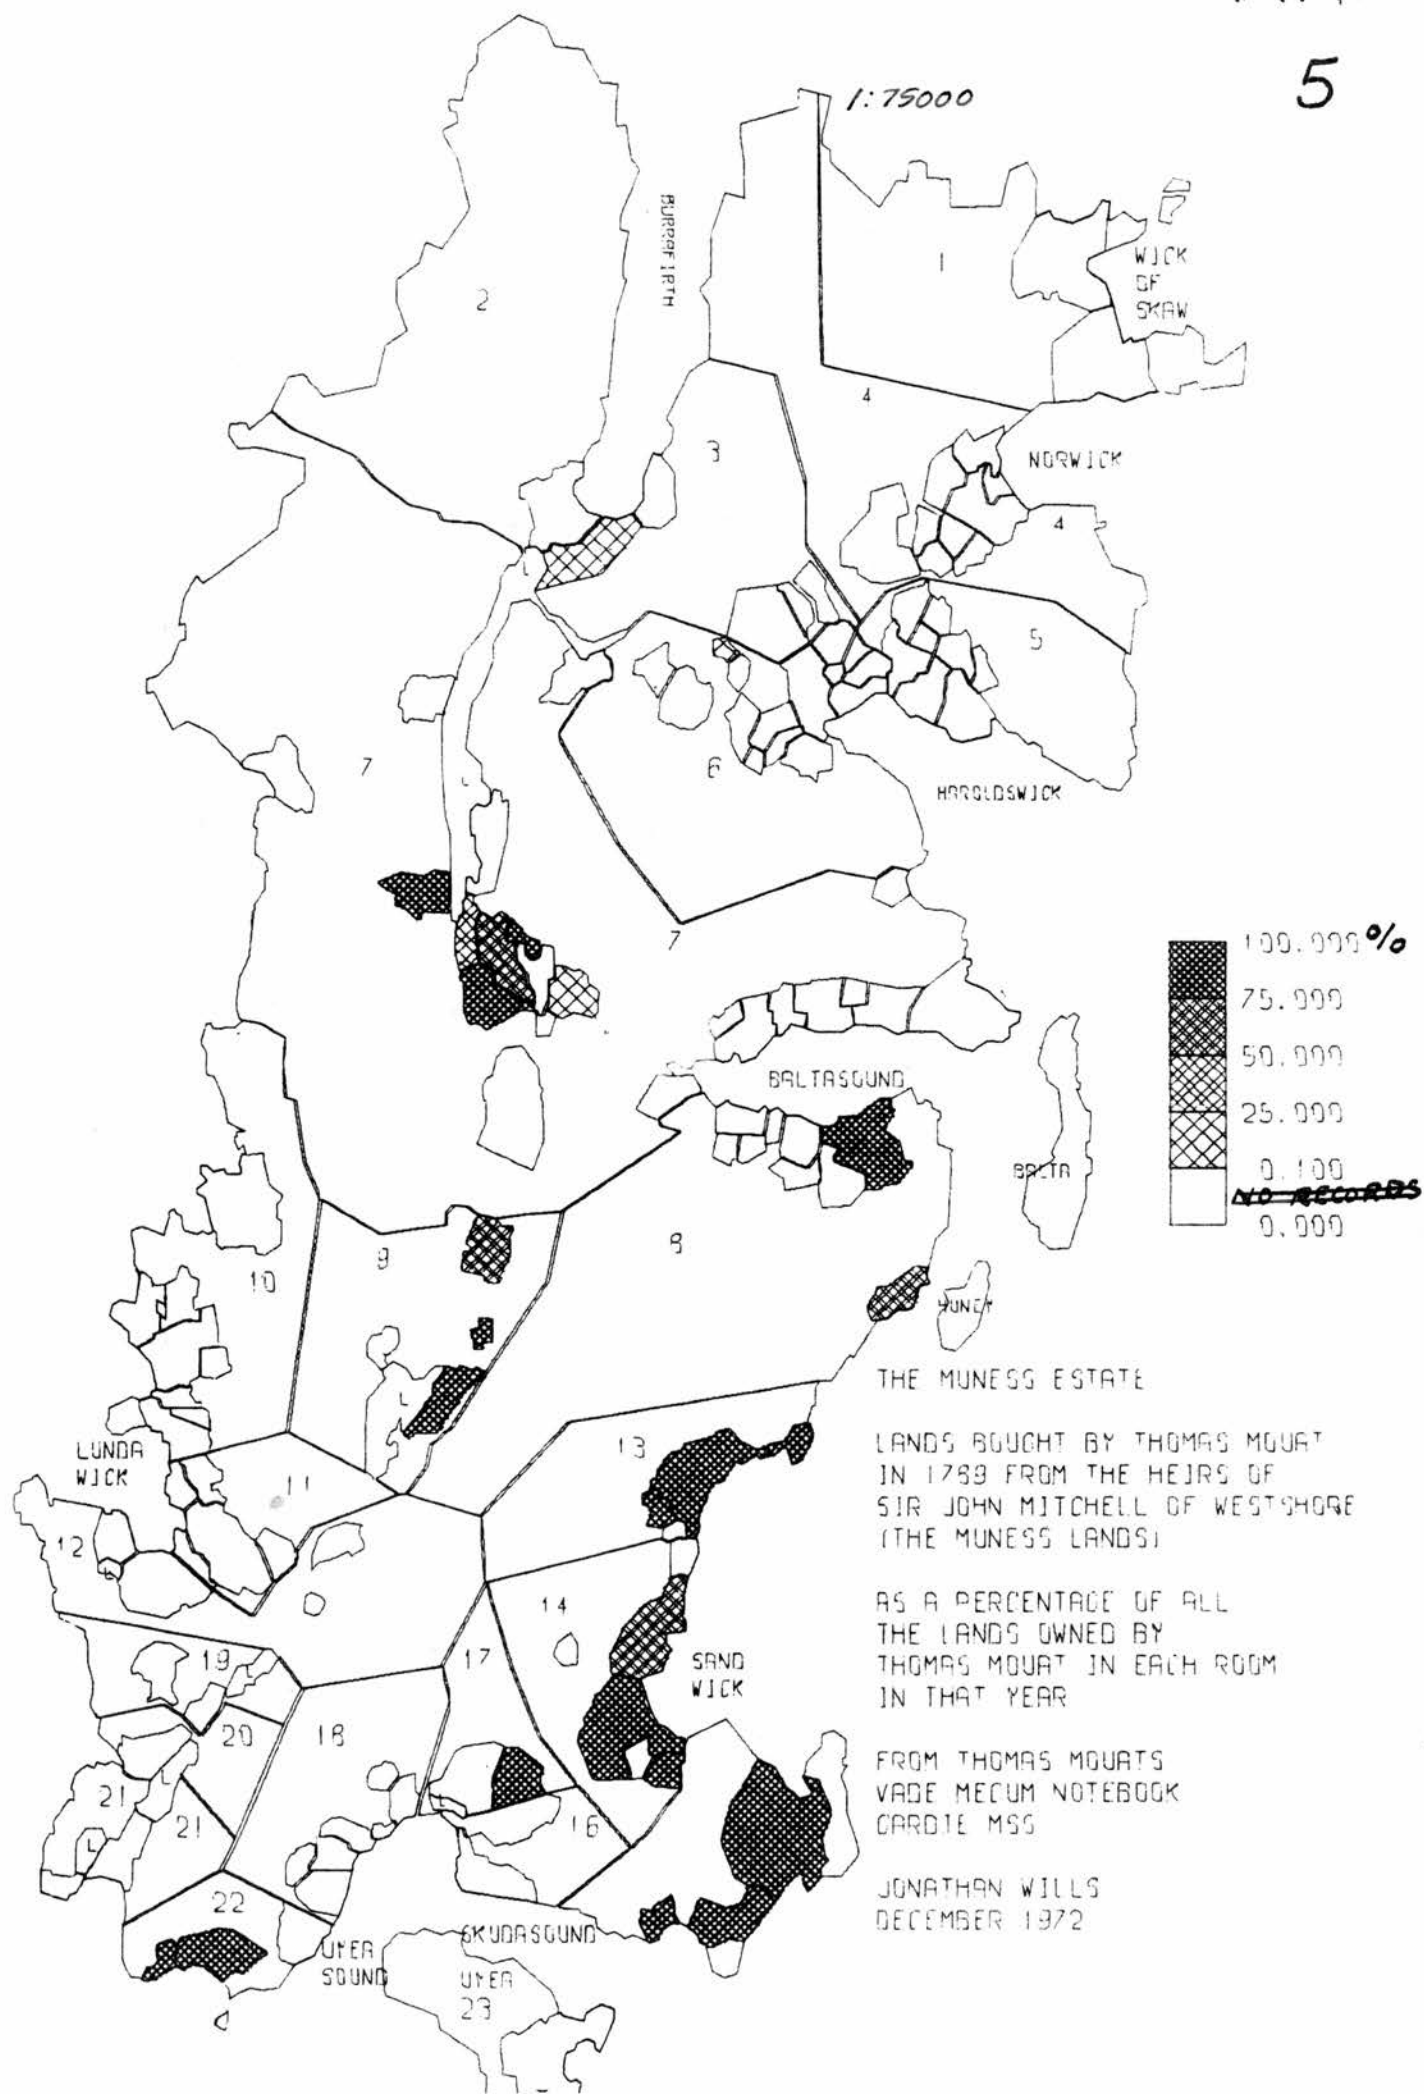 5
1:75000
BURRAFIRTH
1
WICK
OF
SKAW
2
4
3
NORWICK
4
5
7
L
L
6
HAROLDSWICK
7
100.000%
75.000
50.000
25.000
0.100
NO RECORDS
0.000
BALTASOUND
BALTA
8
9
10
HUNEY
L
LUNDA
WICK
11
13
12
L
14
17
19
SAND
WICK
20
18
21
L
21
L
L
16
22
SKUDASOUND
UYEA
SOUND
UYEA
23
THE MUNESS ESTATE
LANDS BOUGHT BY THOMAS MOUAT
IN 1769 FROM THE HEIRS OF
SIR JOHN MITCHELL OF WESTSHORE
(THE MUNESS LANDS)
AS A PERCENTAGE OF ALL
THE LANDS OWNED BY
THOMAS MOUAT IN EACH ROOM
IN THAT YEAR
FROM THOMAS MOUATS
VADE MECUM NOTEBOOK
GARDIE MSS
JONATHAN WILLS
DECEMBER 1972